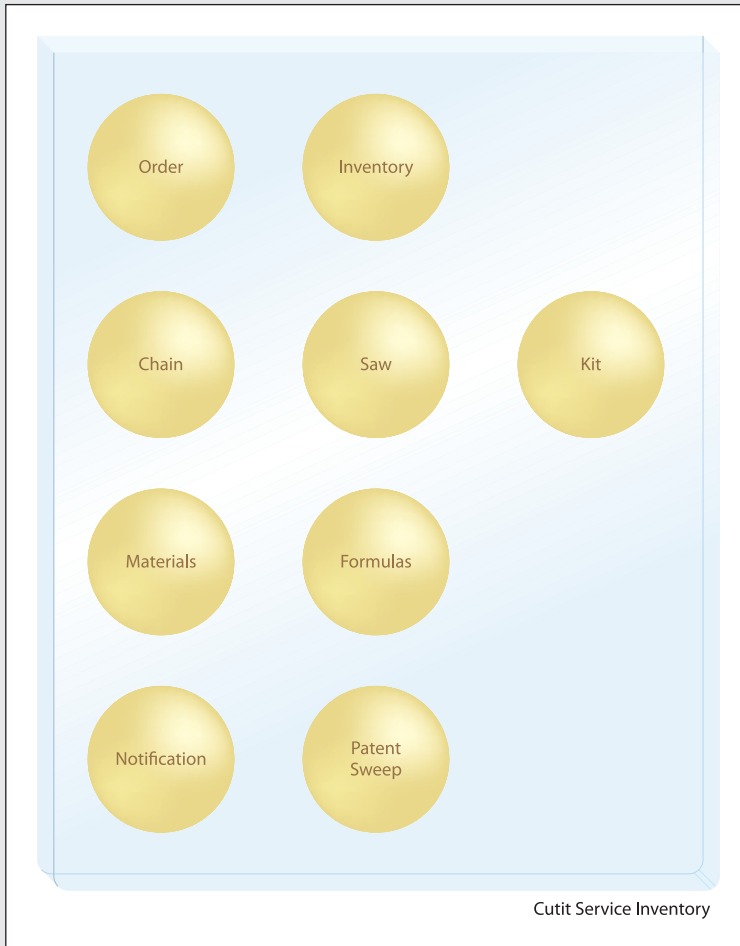 Order
Inventory
Chain
Saw
Kit
Materials
Formulas
Notification
Patent
Sweep
Cutit Service Inventory